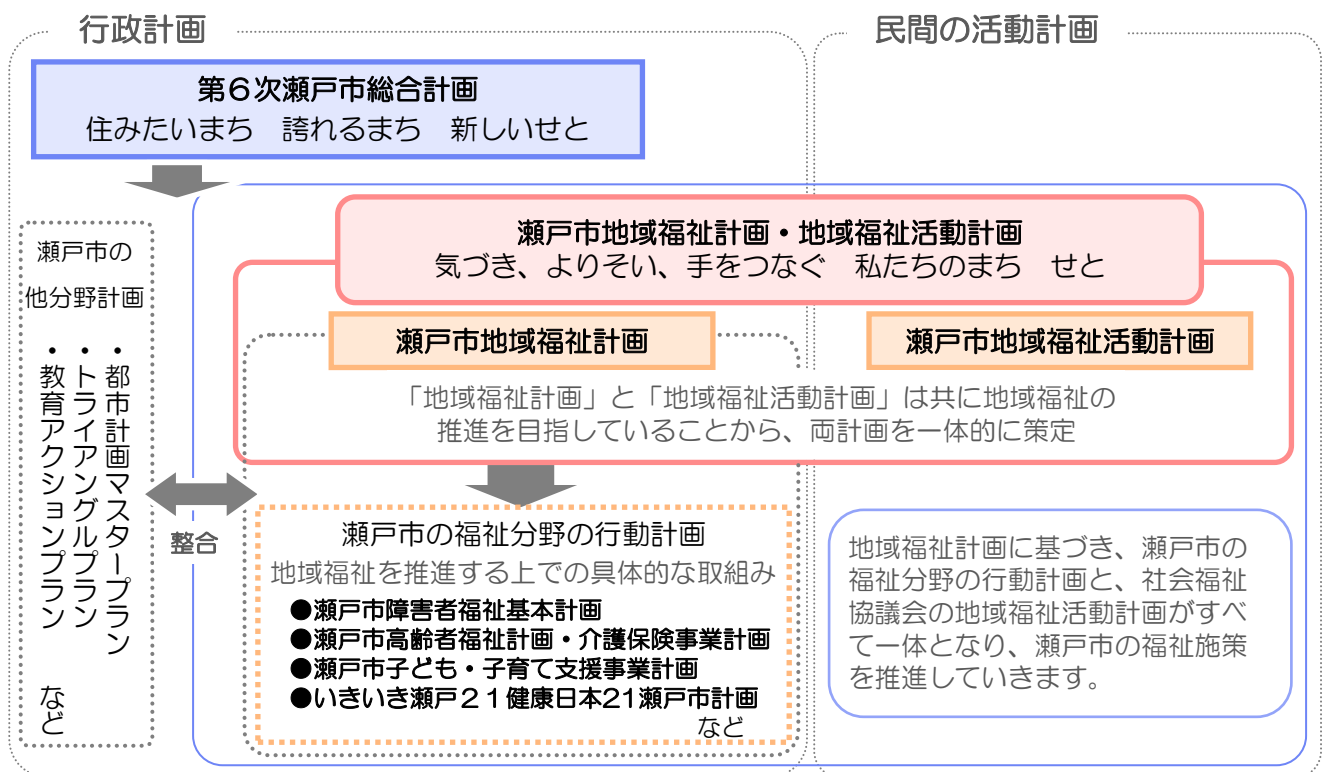 行政計画
民間の活動計画
第６次瀬戸市総合計画
住みたいまち　誇れるまち　新しいせと
瀬戸市地域福祉計画・地域福祉活動計画
気づき、よりそい、手をつなぐ　私たちのまち　せと
瀬戸市の
他分野計画
・都市計画マスタープラン
・トライアングルプラン
・教育アクションプラン　など
整合
瀬戸市地域福祉計画
瀬戸市地域福祉活動計画
「地域福祉計画」と「地域福祉活動計画」は共に地域福祉の
推進を目指していることから、両計画を一体的に策定
瀬戸市の福祉分野の行動計画
地域福祉を推進する上での具体的な取組み
●瀬戸市障害者福祉基本計画
●瀬戸市高齢者福祉計画・介護保険事業計画
●瀬戸市子ども・子育て支援事業計画
●いきいき瀬戸２１健康日本21瀬戸市計画
など
地域福祉計画に基づき、瀬戸市の
福祉分野の行動計画と、社会福祉
協議会の地域福祉活動計画がすべ
て一体となり、瀬戸市の福祉施策
を推進していきます。